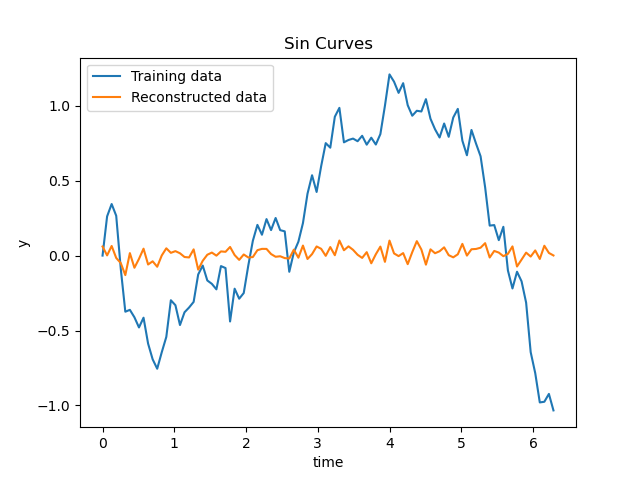 Sin Curves
Training data
Reconstructed data
1.0
0.5
0.0
−0.5
−1.0
y
0 1 2 3 4 5 6
time